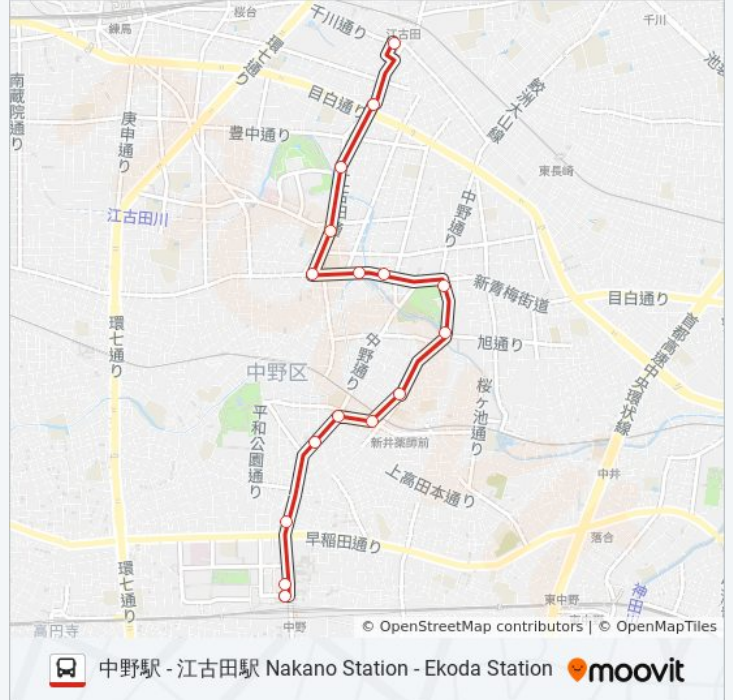 桜台
練馬
千川通り
江古田
千川
環七通り
南蔵院通り
目白通り
鮫洲大山線
庚申通り
豊中通り
東長崎
江古田川
中野通り
新青梅街道
目白通り
首都高速中央環状線
環七通り
中野通り
旭通り
中野区
桜ヶ池通り
平和公園通り
新井薬師前
上高田本通り
中井
早稲田通り
落合
環七通り
東中野
高円寺
中野
© OpenStreetMap contributors | © OpenMapTiles
中野駅 - 江古田駅 Nakano Station - Ekoda Station
moovit